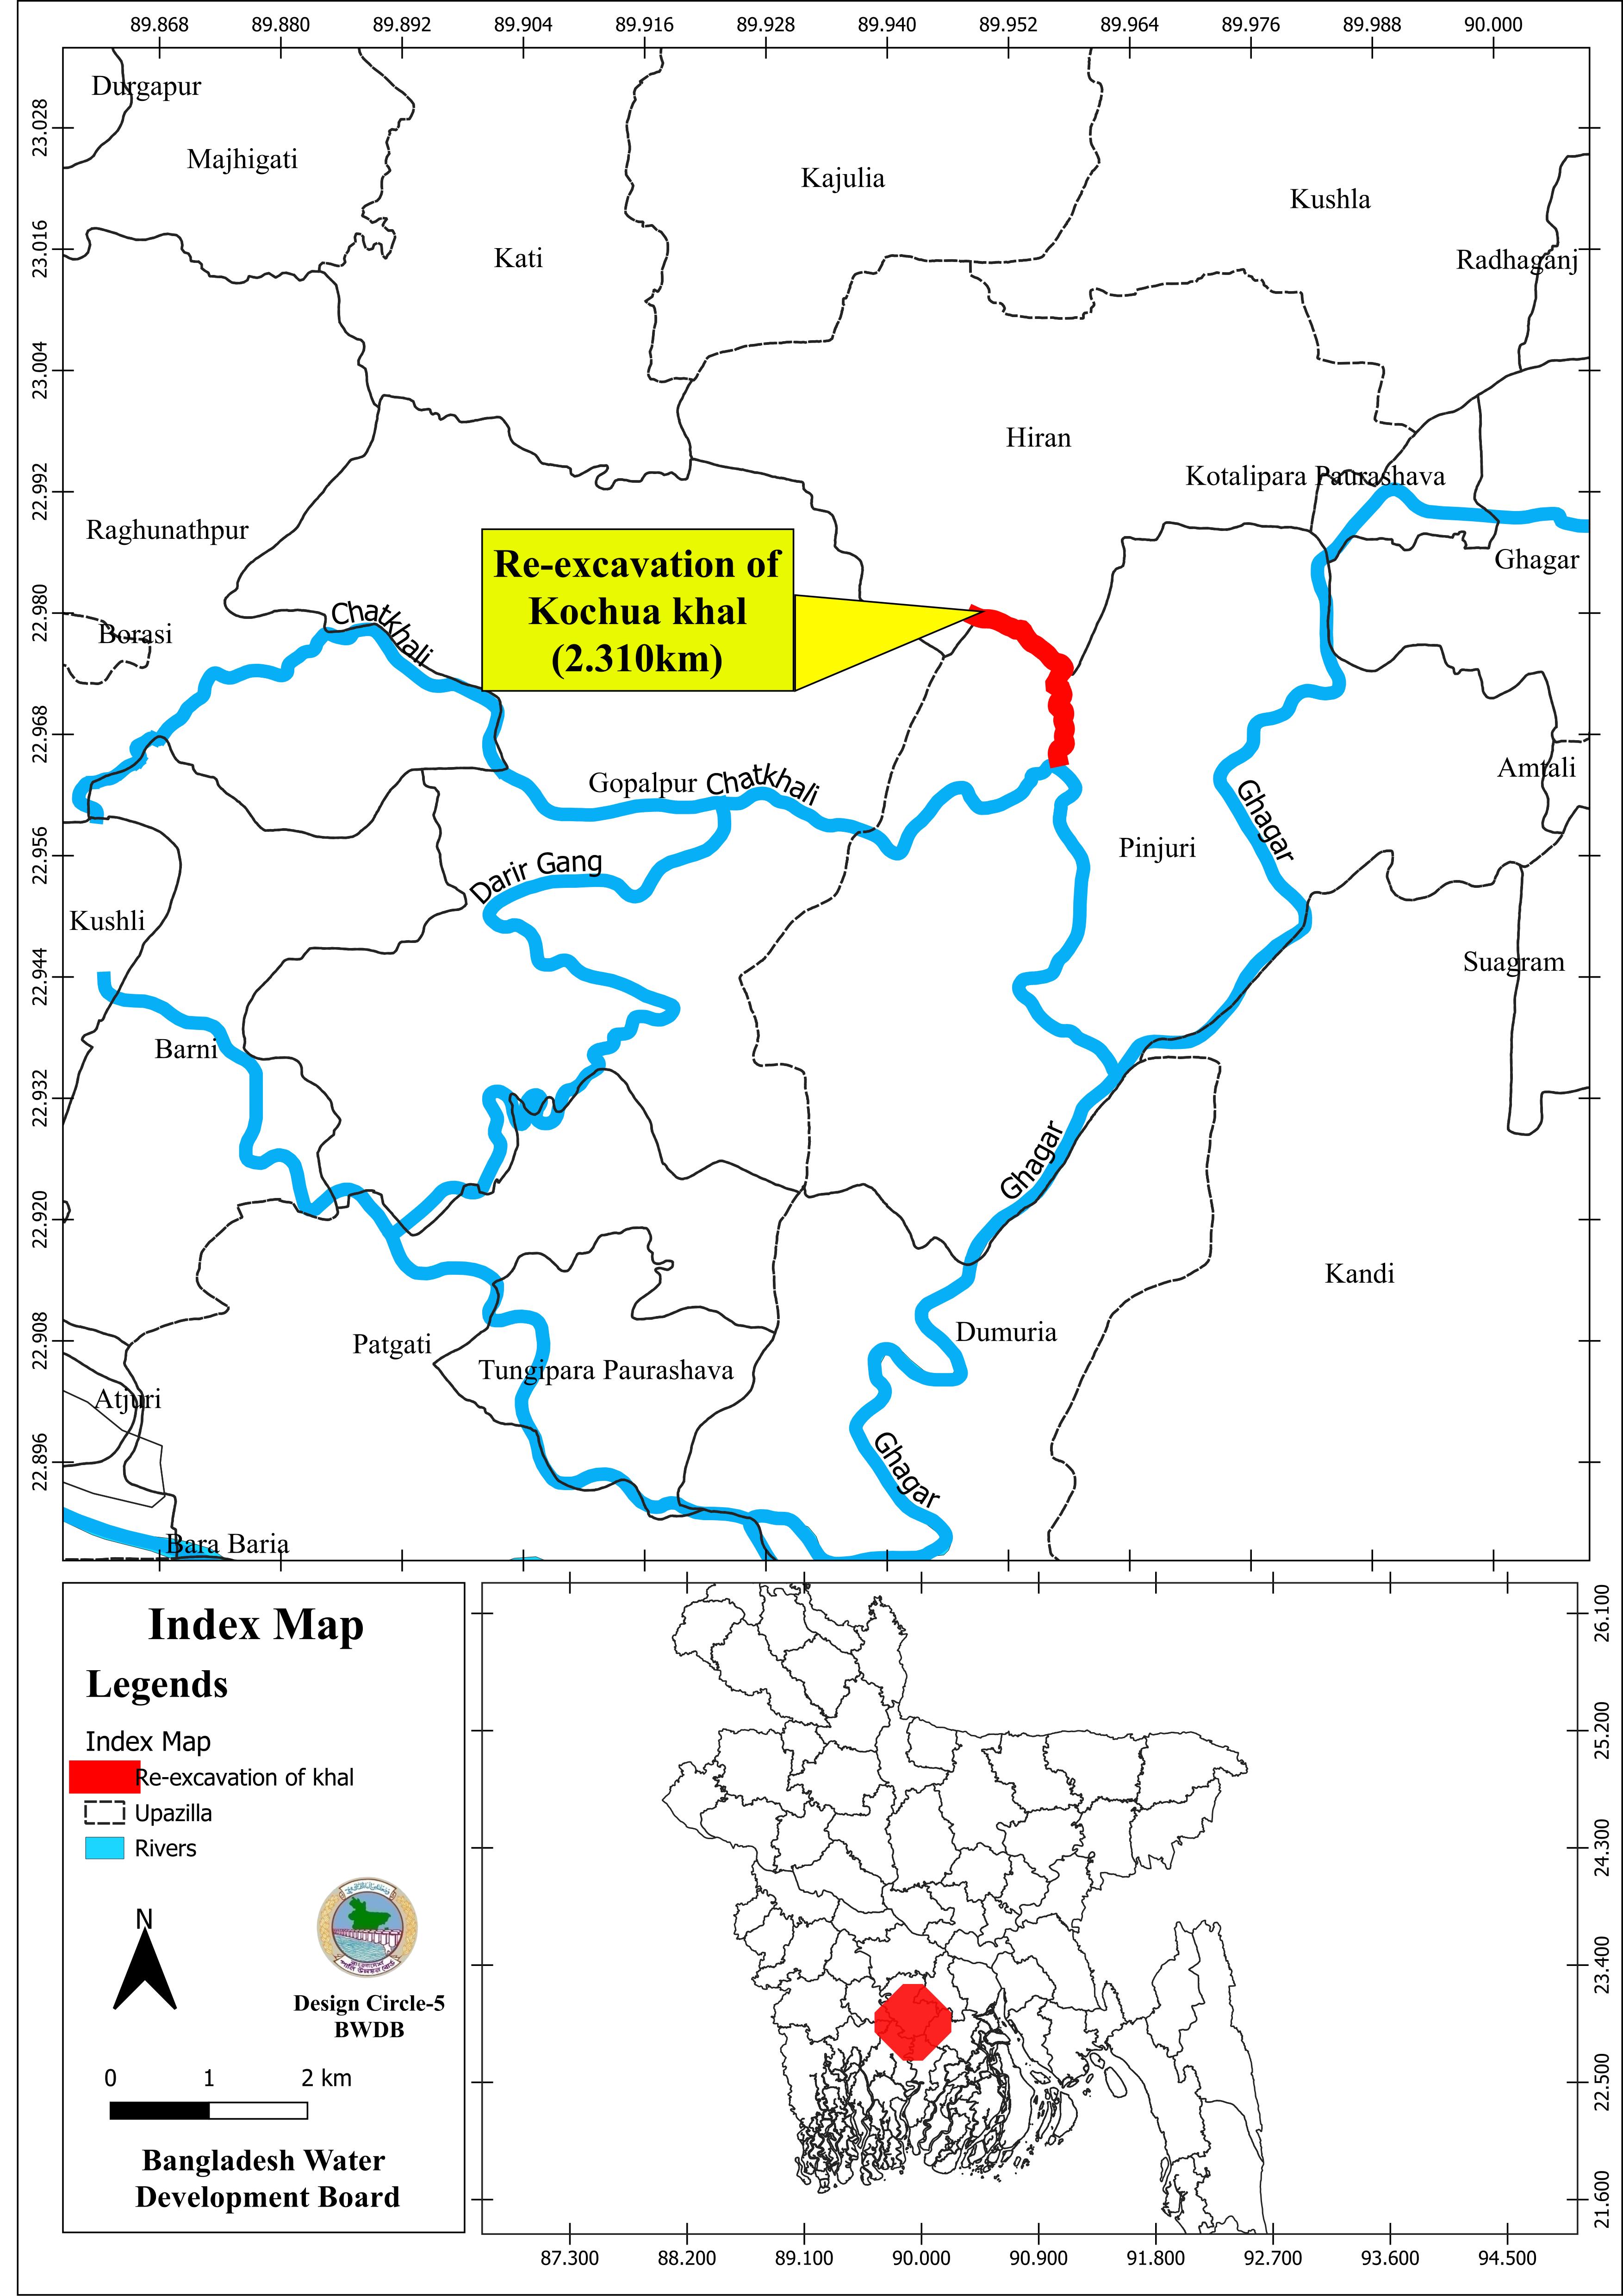 89.868 89.880 89.892 89.904 89.916 89.928 89.940 89.952 89.964 89.976 89.988 90.000
23.028
23.016
23.004
22.992
22.980
22.968
22.956
22.944
22.932
22.920
22.908
22.896
Durgapur
Majhigati
Kajulia
Kushla
Kati
Radhaganj
Hiran
Kotalipara Paurashava
Raghunathpur
Ghagar
Re-excavation of
Kochua khal
(2.310km)
Borasi
Chatkhali
Gopalpur
Chatkhali
Amtali
Ghagar
Pinjuri
Darir Gang
Kushli
Suagram
Barni
Ghagar
Kandi
Dumuria
Patgati
Tungipara Paurashava
Atjuri
Ghagar
Bara Baria
Index Map
Legends
Index Map
Re-excavation of khal
Upazilla
Rivers
N
Design Circle-5
BWDB
0 1 2 km
Bangladesh Water
Development Board
26.100
25.200
24.300
23.400
22.500
21.600
87.300 88.200 89.100 90.000 90.900 91.800 92.700 93.600 94.500